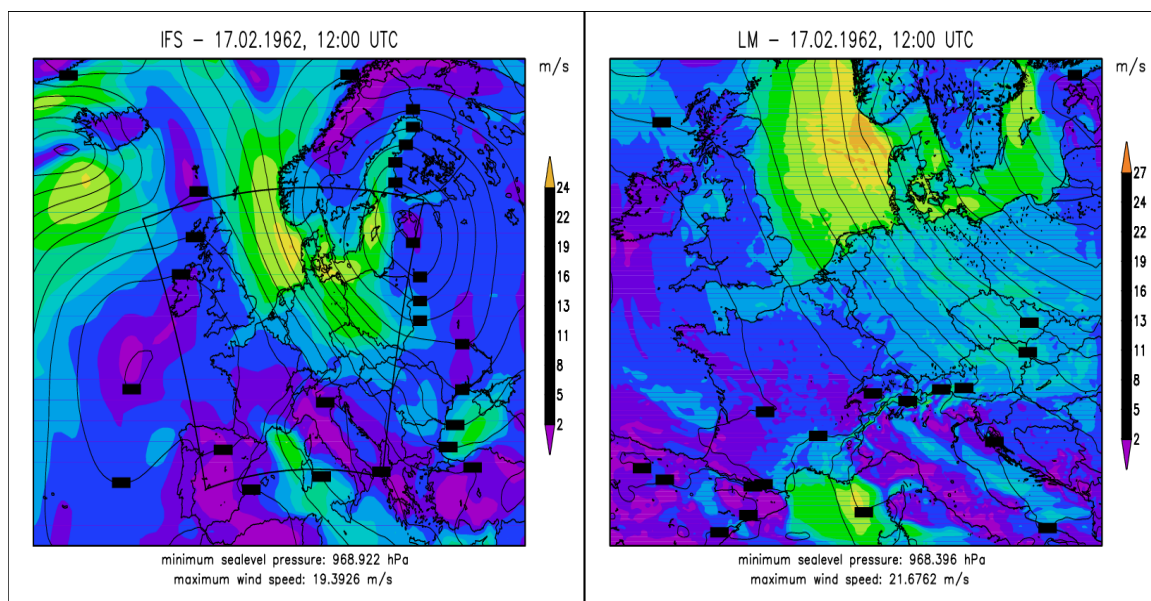 IFS – 17.02.1962, 12:00 UTC
m/s
24
22
19
16
13
11
8
5
2
minimum sealevel pressure: 968.922 hPa
maximum wind speed: 19.3926 m/s
LM – 17.02.1962, 12:00 UTC
m/s
27
24
22
19
16
13
11
8
5
2
minimum sealevel pressure: 968.396 hPa
maximum wind speed: 21.6762 m/s